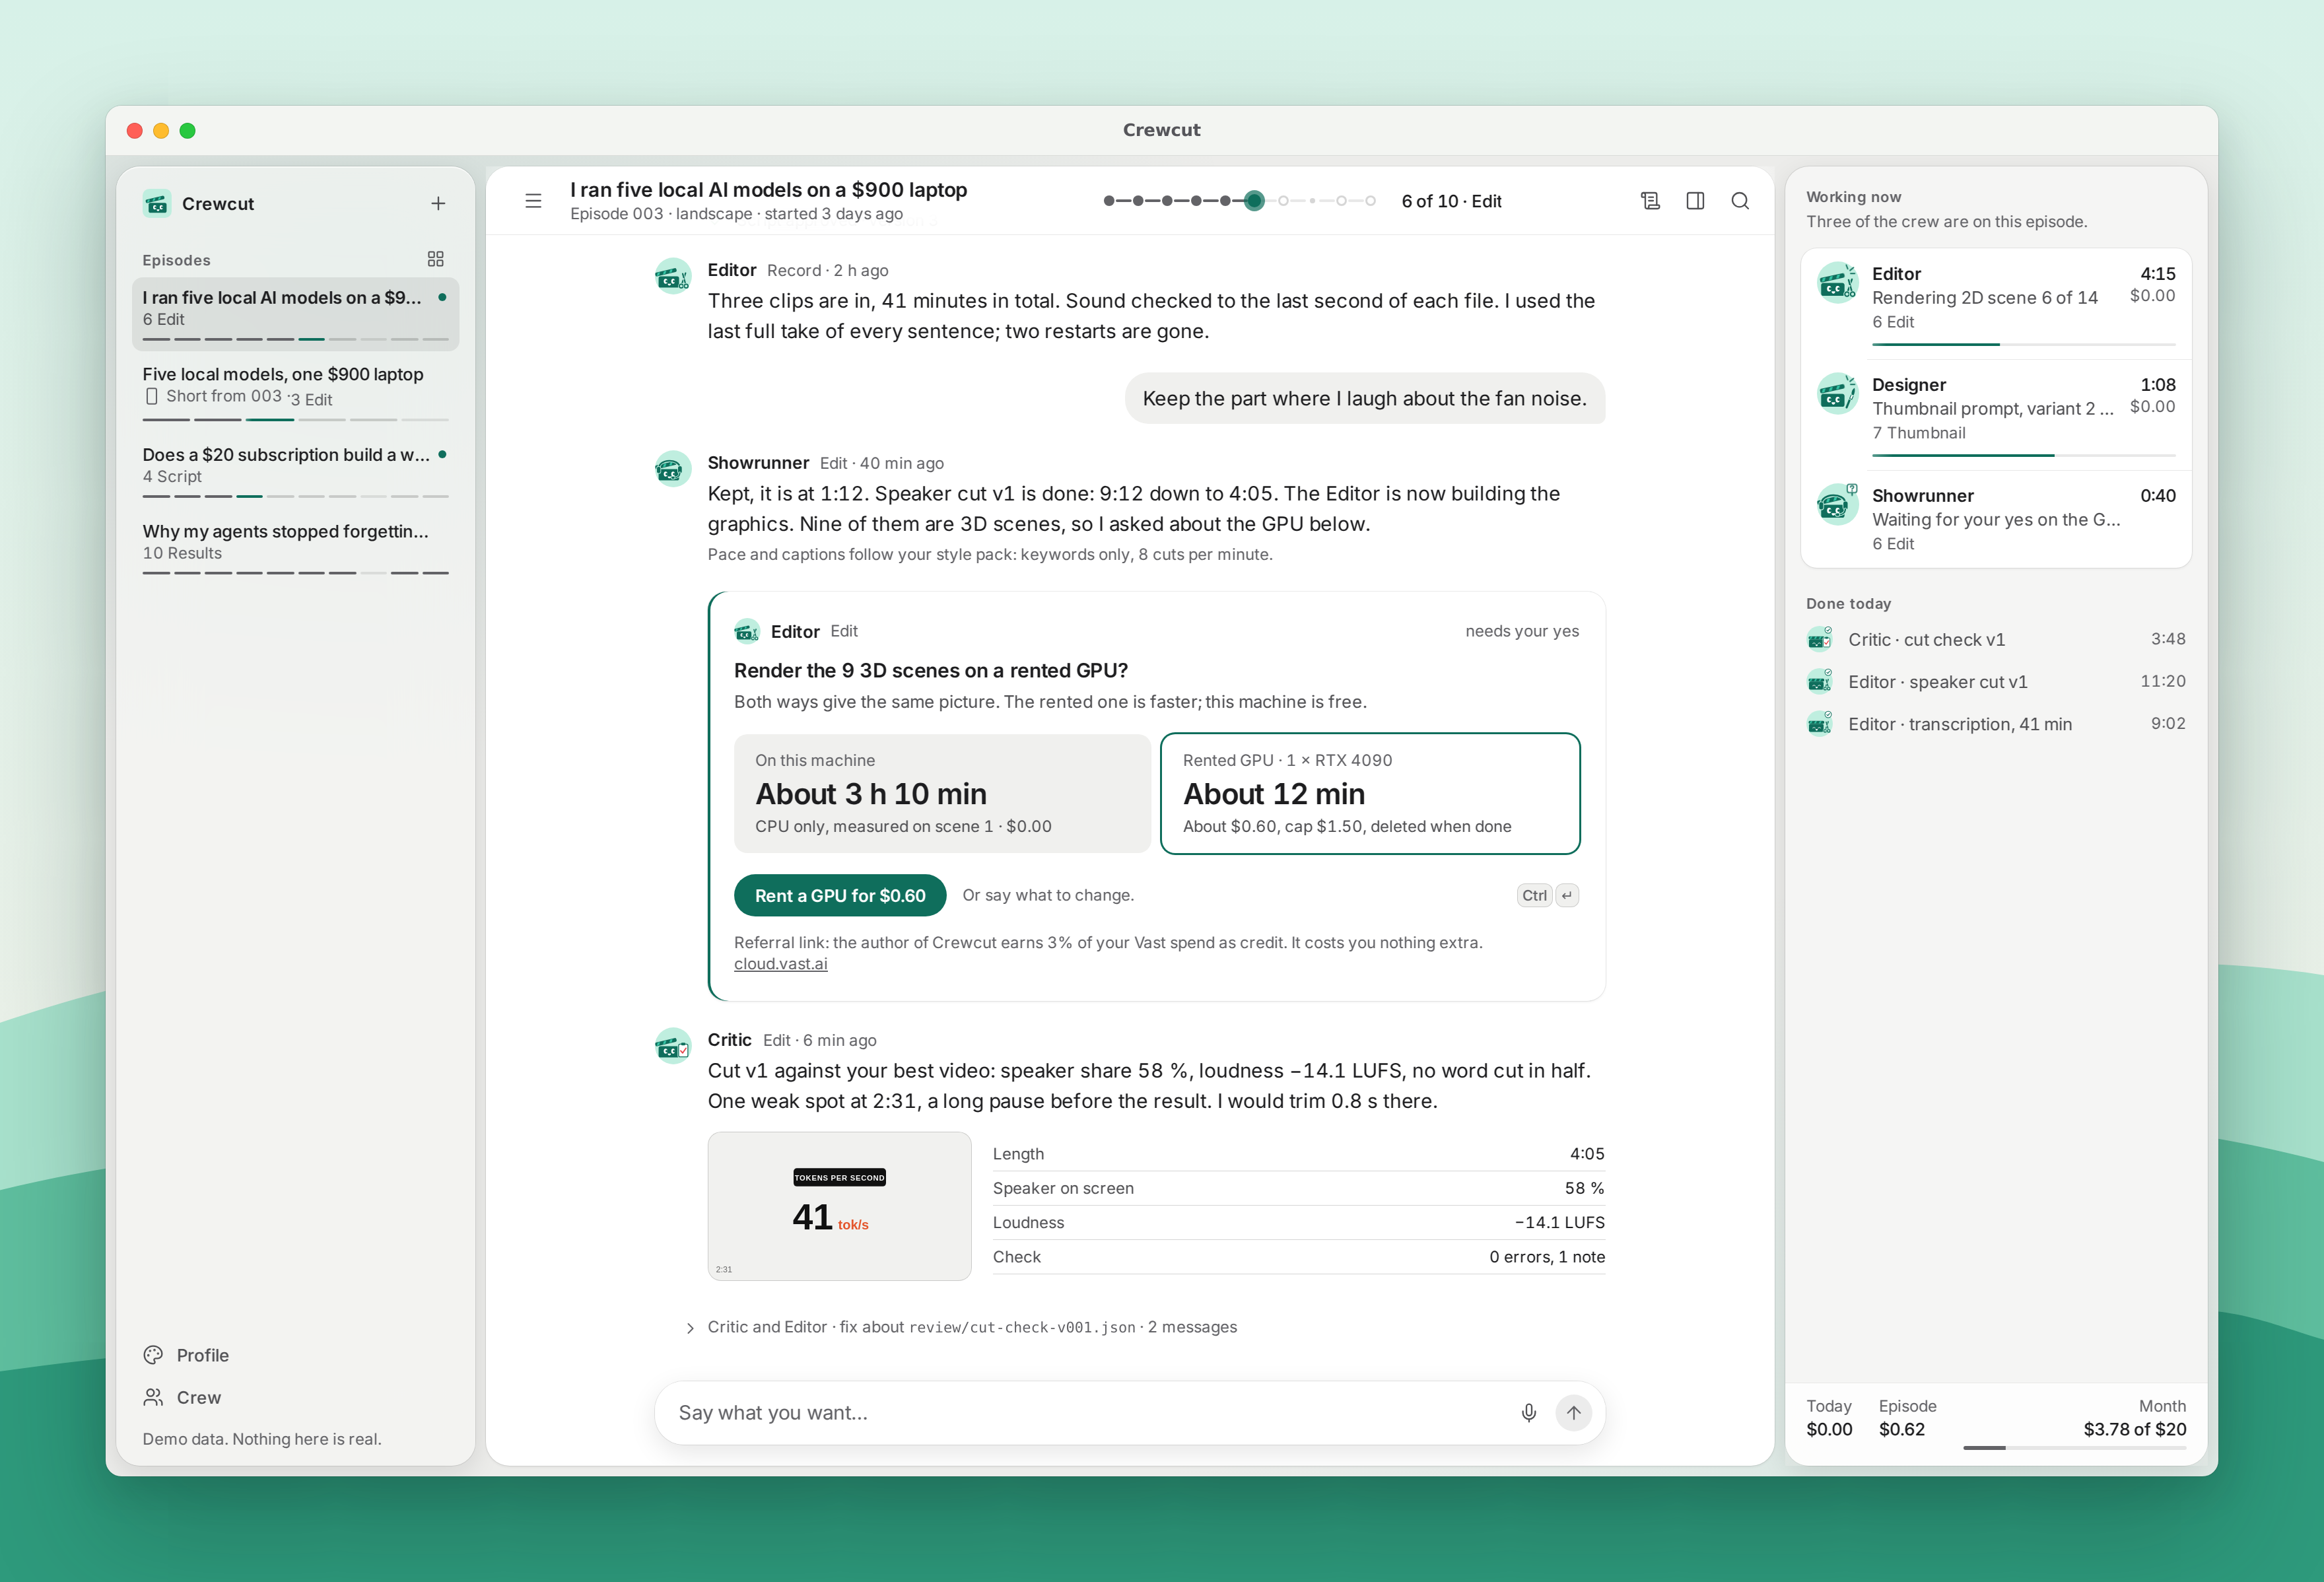 Crewcut
Crewcut
Episodes
I ran five local AI models on a $9...
6 Edit
Five local models, one $900 laptop
Short from 003 · 3 Edit
Does a $20 subscription build a w...
4 Script
Why my agents stopped forgettin...
10 Results
Profile
Crew
Demo data. Nothing here is real.
I ran five local AI models on a $900 laptop
Episode 003 · landscape · started 3 days ago
6 of 10 · Edit
Editor Record · 2 h ago
Three clips are in, 41 minutes in total. Sound checked to the last second of each file. I used the
last full take of every sentence; two restarts are gone.
Keep the part where I laugh about the fan noise.
Showrunner Edit · 40 min ago
Kept, it is at 1:12. Speaker cut v1 is done: 9:12 down to 4:05. The Editor is now building the
graphics. Nine of them are 3D scenes, so I asked about the GPU below.
Pace and captions follow your style pack: keywords only, 8 cuts per minute.
Editor Edit needs your yes
Render the 9 3D scenes on a rented GPU?
Both ways give the same picture. The rented one is faster; this machine is free.
On this machine
About 3 h 10 min
CPU only, measured on scene 1 · $0.00
Rented GPU · 1 × RTX 4090
About 12 min
About $0.60, cap $1.50, deleted when done
Rent a GPU for $0.60 Or say what to change. Ctrl ↵
Referral link: the author of Crewcut earns 3% of your Vast spend as credit. It costs you nothing extra.
cloud.vast.ai
Critic Edit · 6 min ago
Cut v1 against your best video: speaker share 58 %, loudness −14.1 LUFS, no word cut in half.
One weak spot at 2:31, a long pause before the result. I would trim 0.8 s there.
TOKENS PER SECOND
41 tok/s
2:31
Length 4:05
Speaker on screen 58 %
Loudness −14.1 LUFS
Check 0 errors, 1 note
Critic and Editor · fix about review/cut-check-v001.json · 2 messages
Say what you want...
Working now
Three of the crew are on this episode.
Editor 4:15
Rendering 2D scene 6 of 14 $0.00
6 Edit
Designer 1:08
Thumbnail prompt, variant 2 ... $0.00
7 Thumbnail
Showrunner 0:40
Waiting for your yes on the G...
6 Edit
Done today
Critic · cut check v1 3:48
Editor · speaker cut v1 11:20
Editor · transcription, 41 min 9:02
Today Episode Month
$0.00 $0.62 $3.78 of $20